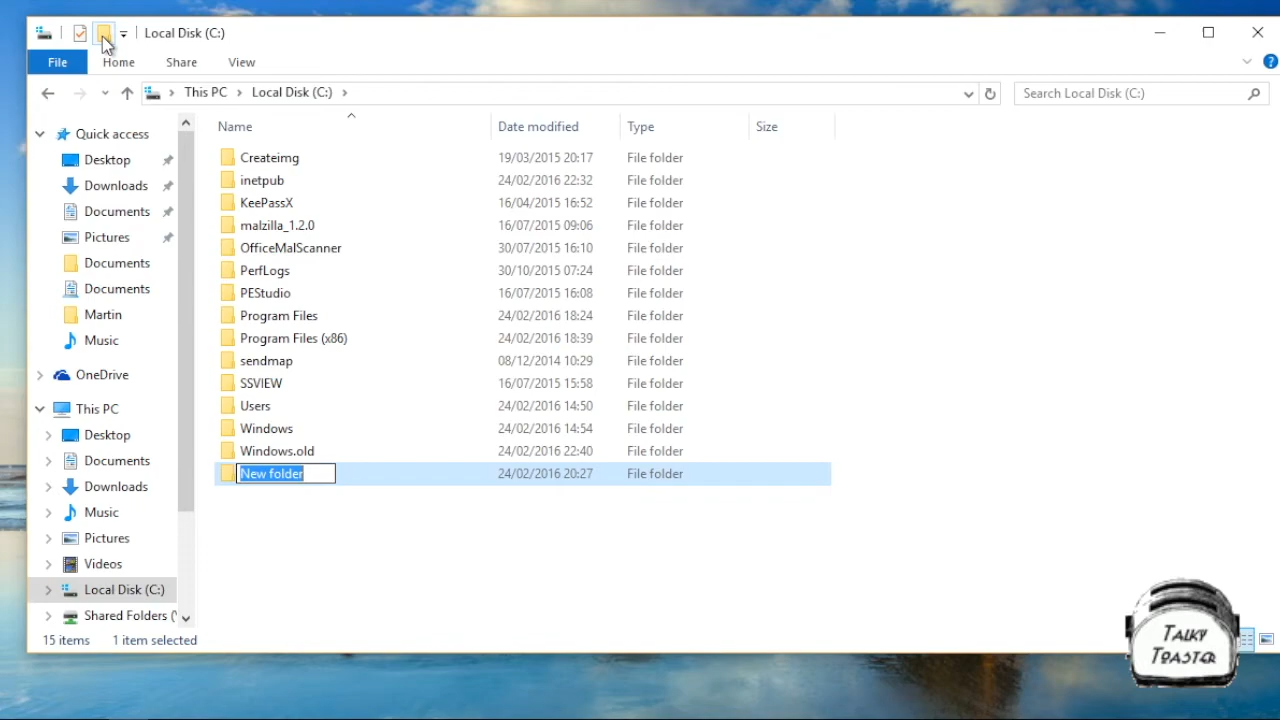 Local Disk (C:)
File Home Share View
This PC Local Disk (C:) Search Local Disk (C:)
Name Date modified Type Size
Quick access
Desktop
Downloads
Documents
Pictures
Documents
Documents
Martin
Music
OneDrive
This PC
Desktop
Documents
Downloads
Music
Pictures
Videos
Local Disk (C:)
Shared Folders (\
Createimg 19/03/2015 20:17 File folder
inetpub 24/02/2016 22:32 File folder
KeePassX 16/04/2015 16:52 File folder
malzilla_1.2.0 16/07/2015 09:06 File folder
OfficeMalScanner 30/07/2015 16:10 File folder
PerfLogs 30/10/2015 07:24 File folder
PEStudio 16/07/2015 16:08 File folder
Program Files 24/02/2016 18:24 File folder
Program Files (x86) 24/02/2016 18:39 File folder
sendmap 08/12/2014 10:29 File folder
SSVIEW 16/07/2015 15:58 File folder
Users 24/02/2016 14:50 File folder
Windows 24/02/2016 14:54 File folder
Windows.old 24/02/2016 22:40 File folder
New folder 24/02/2016 20:27 File folder
15 items 1 item selected
TALKY
TOASTER